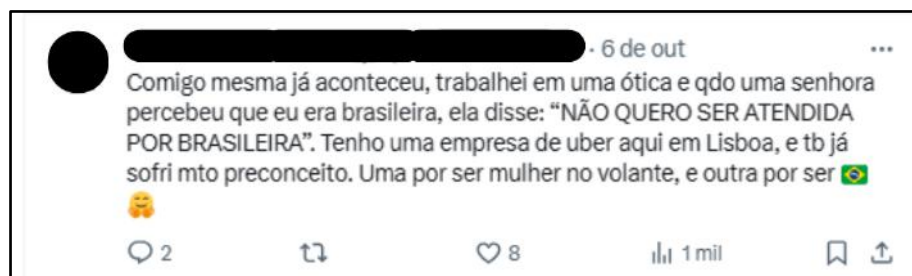 · 6 de out
Comigo mesma já aconteceu, trabalhei em uma ótica e qdo uma senhora
percebeu que eu era brasileira, ela disse: “NÃO QUERO SER ATENDIDA
POR BRASILEIRA”. Tenho uma empresa de uber aqui em Lisboa, e tb já
sofri mto preconceito. Uma por ser mulher no volante, e outra por ser 🇧🇷
🤗
2 8 1 mil